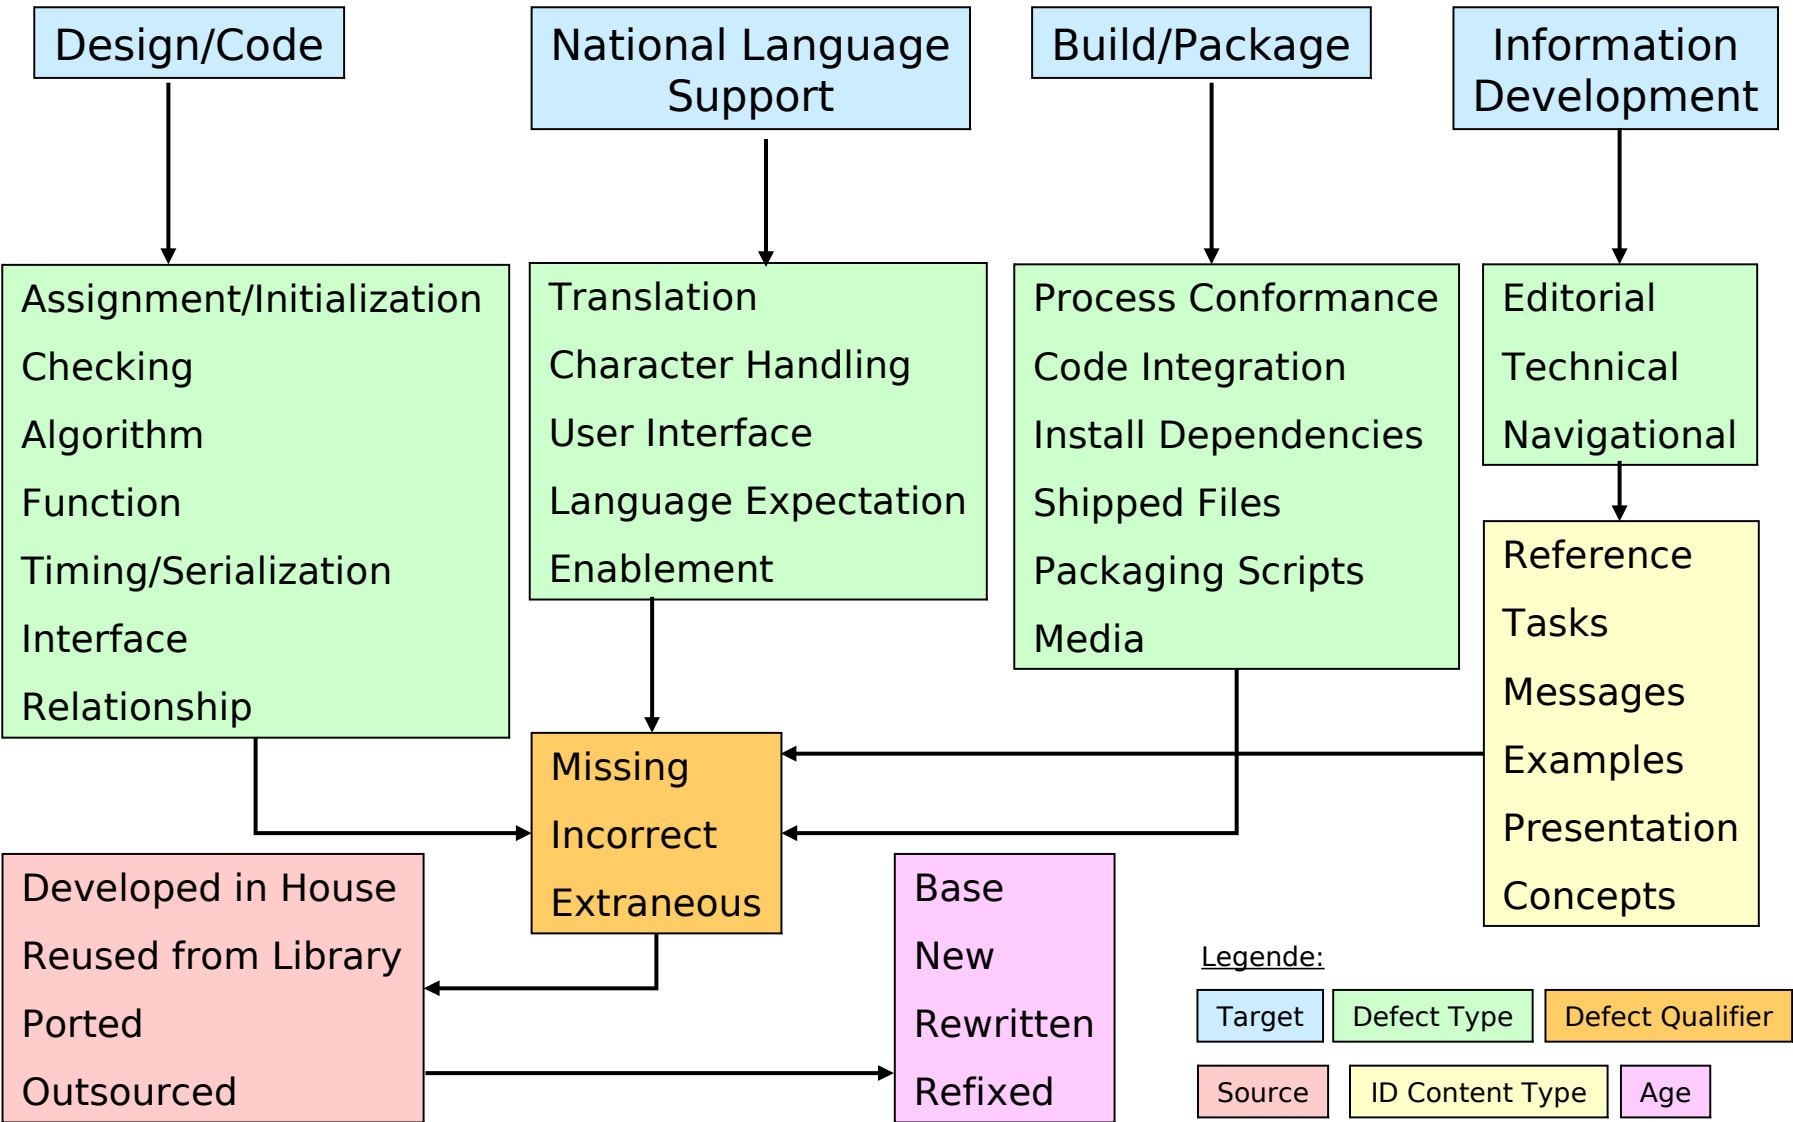 Design/Code
National Language
Support
Build/Package
Information
Development
Assignment/Initialization
Checking
Algorithm
Function
Timing/Serialization
Interface
Relationship
Translation
Character Handling
User Interface
Language Expectation
Enablement
Process Conformance
Code Integration
Install Dependencies
Shipped Files
Packaging Scripts
Media
Editorial
Technical
Navigational
Reference
Tasks
Messages
Examples
Presentation
Concepts
Missing
Incorrect
Extraneous
Developed in House
Reused from Library
Ported
Outsourced
Base
New
Rewritten
Refixed
Legende:
Target
Defect Type
Defect Qualifier
Source
ID Content Type
Age